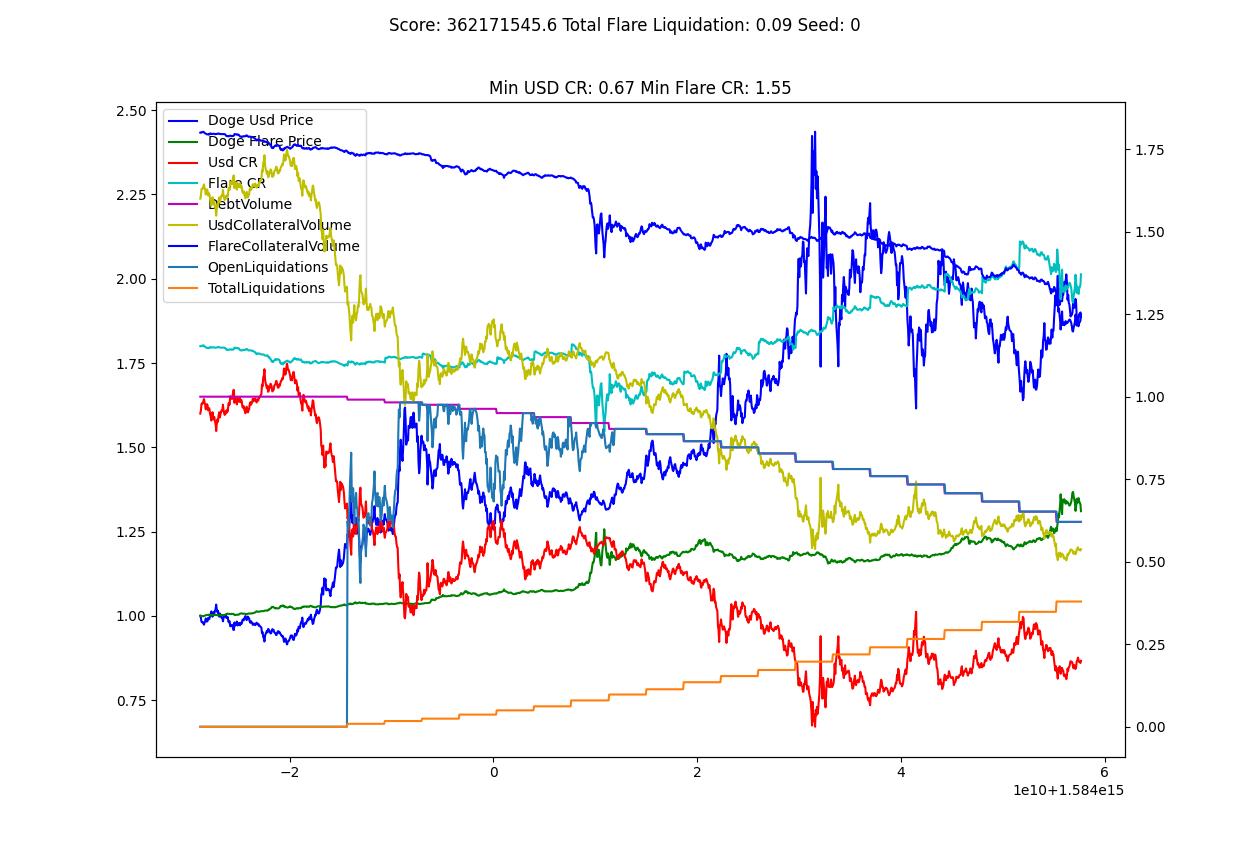 Score: 362171545.6 Total Flare Liquidation: 0.09 Seed: 0
Min USD CR: 0.67 Min Flare CR: 1.55
Doge Usd Price
Doge Flare Price
Usd CR
Flare CR
DebtVolume
UsdCollateralVolume
FlareCollateralVolume
OpenLiquidations
TotalLiquidations
2.50
2.25
2.00
1.75
1.50
1.25
1.00
0.75
1.75
1.50
1.25
1.00
0.75
0.50
0.25
0.00
−2 0 2 4 6
1e10+1.584e15